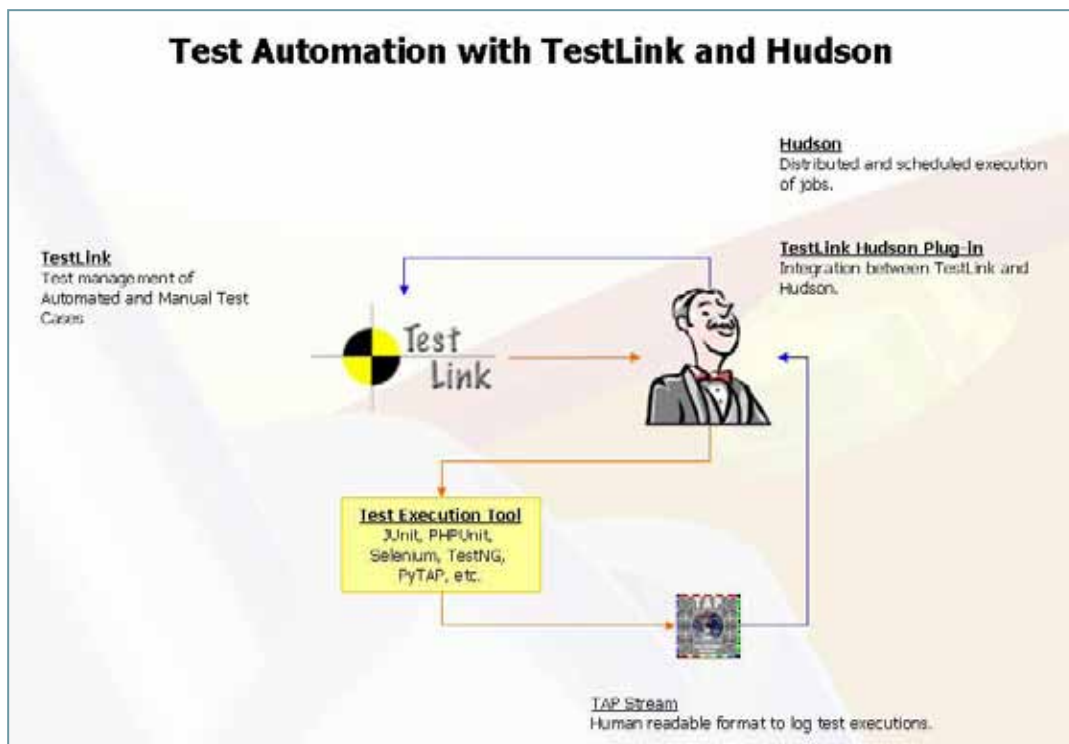 Test Automation with TestLink and Hudson
Hudson
Distributed and scheduled execution
of jobs.
TestLink
Test management of
Automated and Manual Test
Cases
TestLink Hudson Plug-in
Integration between TestLink and
Hudson.
Test
Link
Test Execution Tool
JUnit, PHPUnit,
Selenium, TestNG,
PyTAP, etc.
TAP Stream
Human readable format to log test executions.